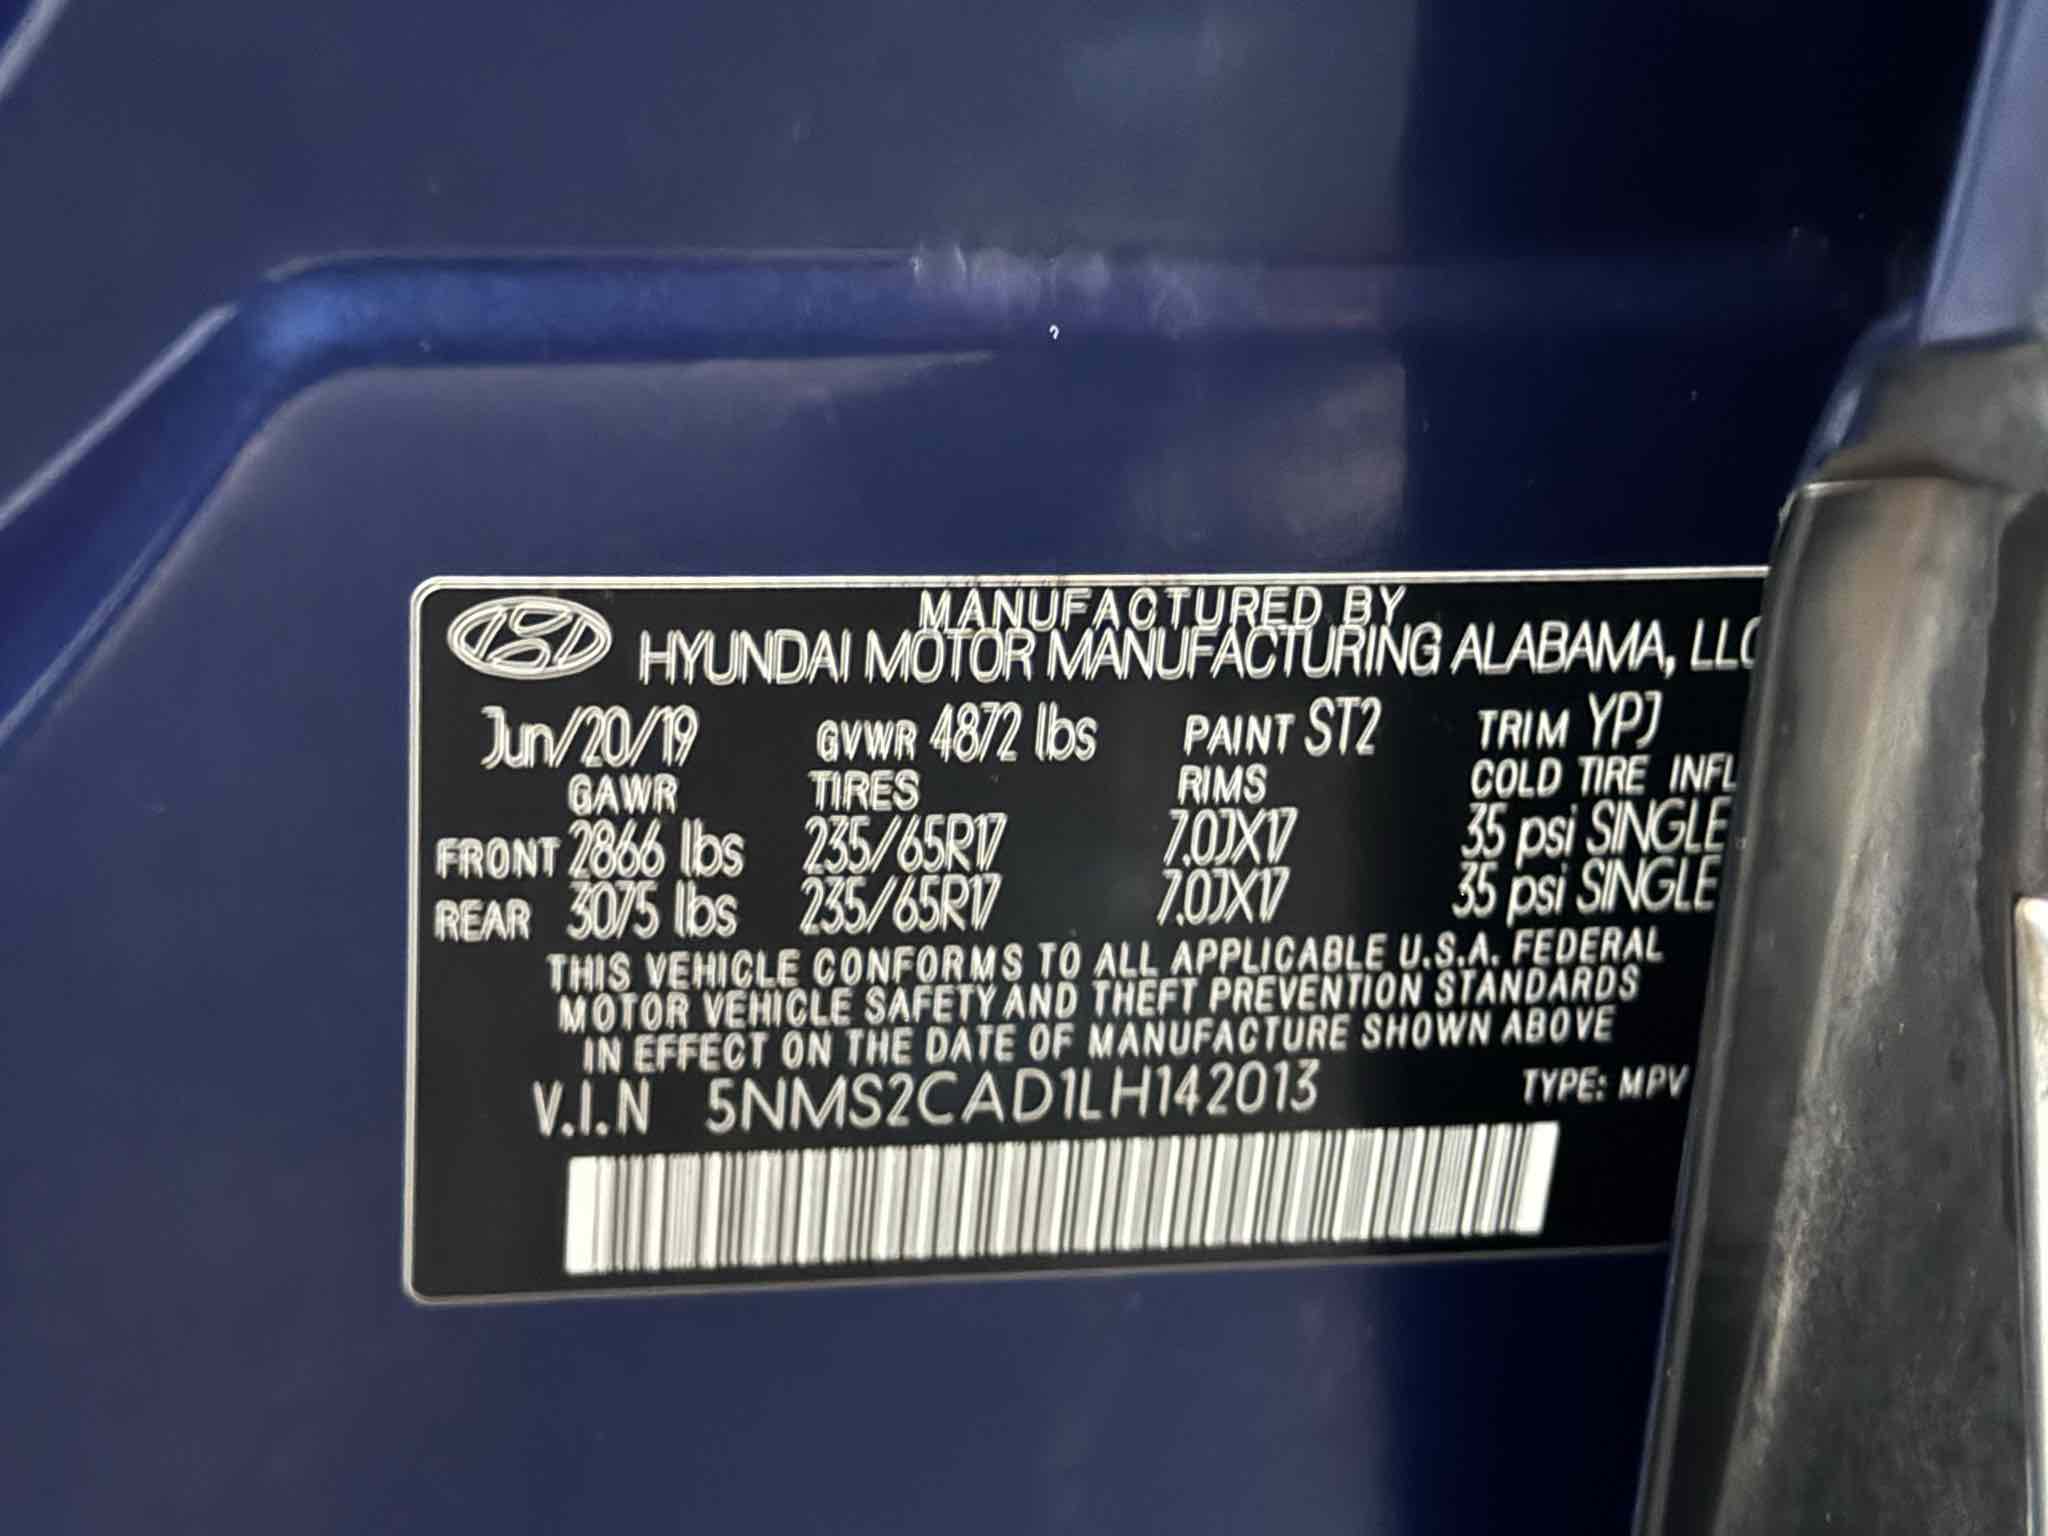 MANUFACTURED BY
HYUNDAI MOTOR MANUFACTURING ALABAMA, LLC
Jun/20/19 GVWR 4872 lbs PAINT ST2 TRIM YPJ
GAWR TIRES RIMS COLD TIRE INFL
FRONT 2866 lbs 235/65R17 7.0JX17 35 psi SINGLE
REAR 3075 lbs 235/65R17 7.0JX17 35 psi SINGLE
THIS VEHICLE CONFORMS TO ALL APPLICABLE U.S.A. FEDERAL
MOTOR VEHICLE SAFETY AND THEFT PREVENTION STANDARDS
IN EFFECT ON THE DATE OF MANUFACTURE SHOWN ABOVE
V.I.N 5NMS2CAD1LH142013 TYPE: MPV